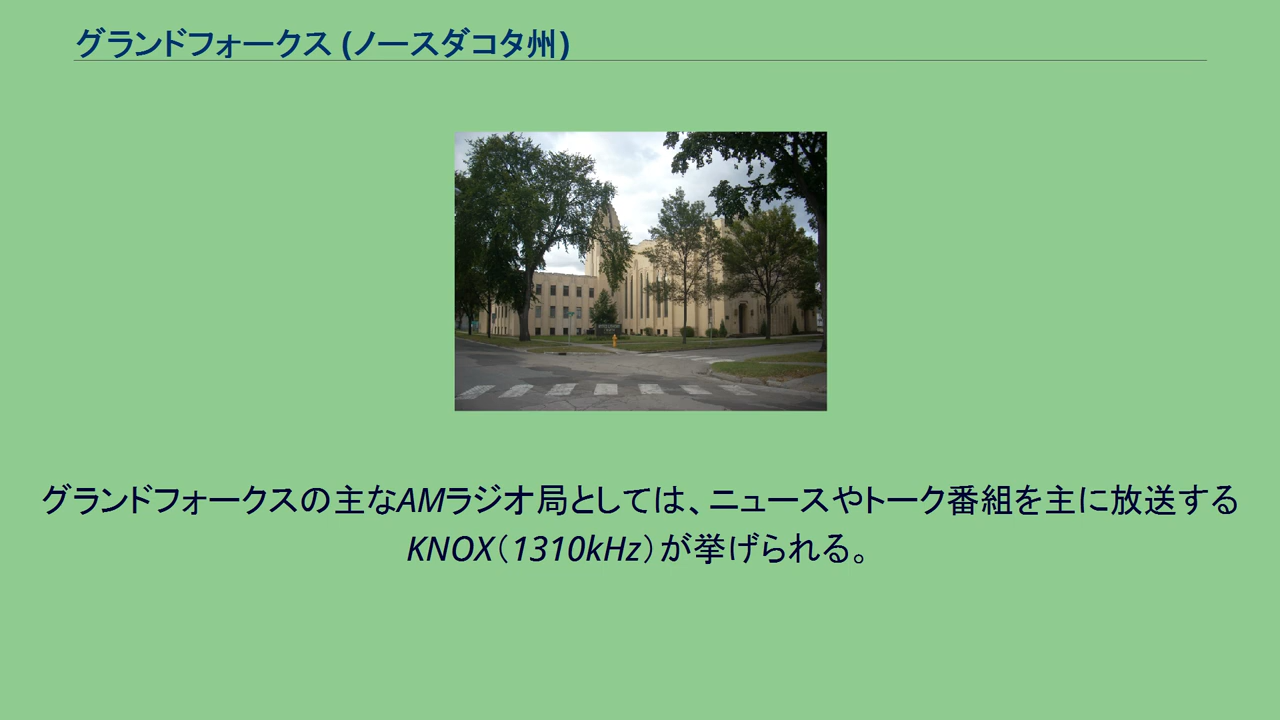 グランドフォークス (ノースダコタ州)
グランドフォークスの主なAMラジオ局としては、ニュースやトーク番組を主に放送する
KNOX（1310kHz）が挙げられる。